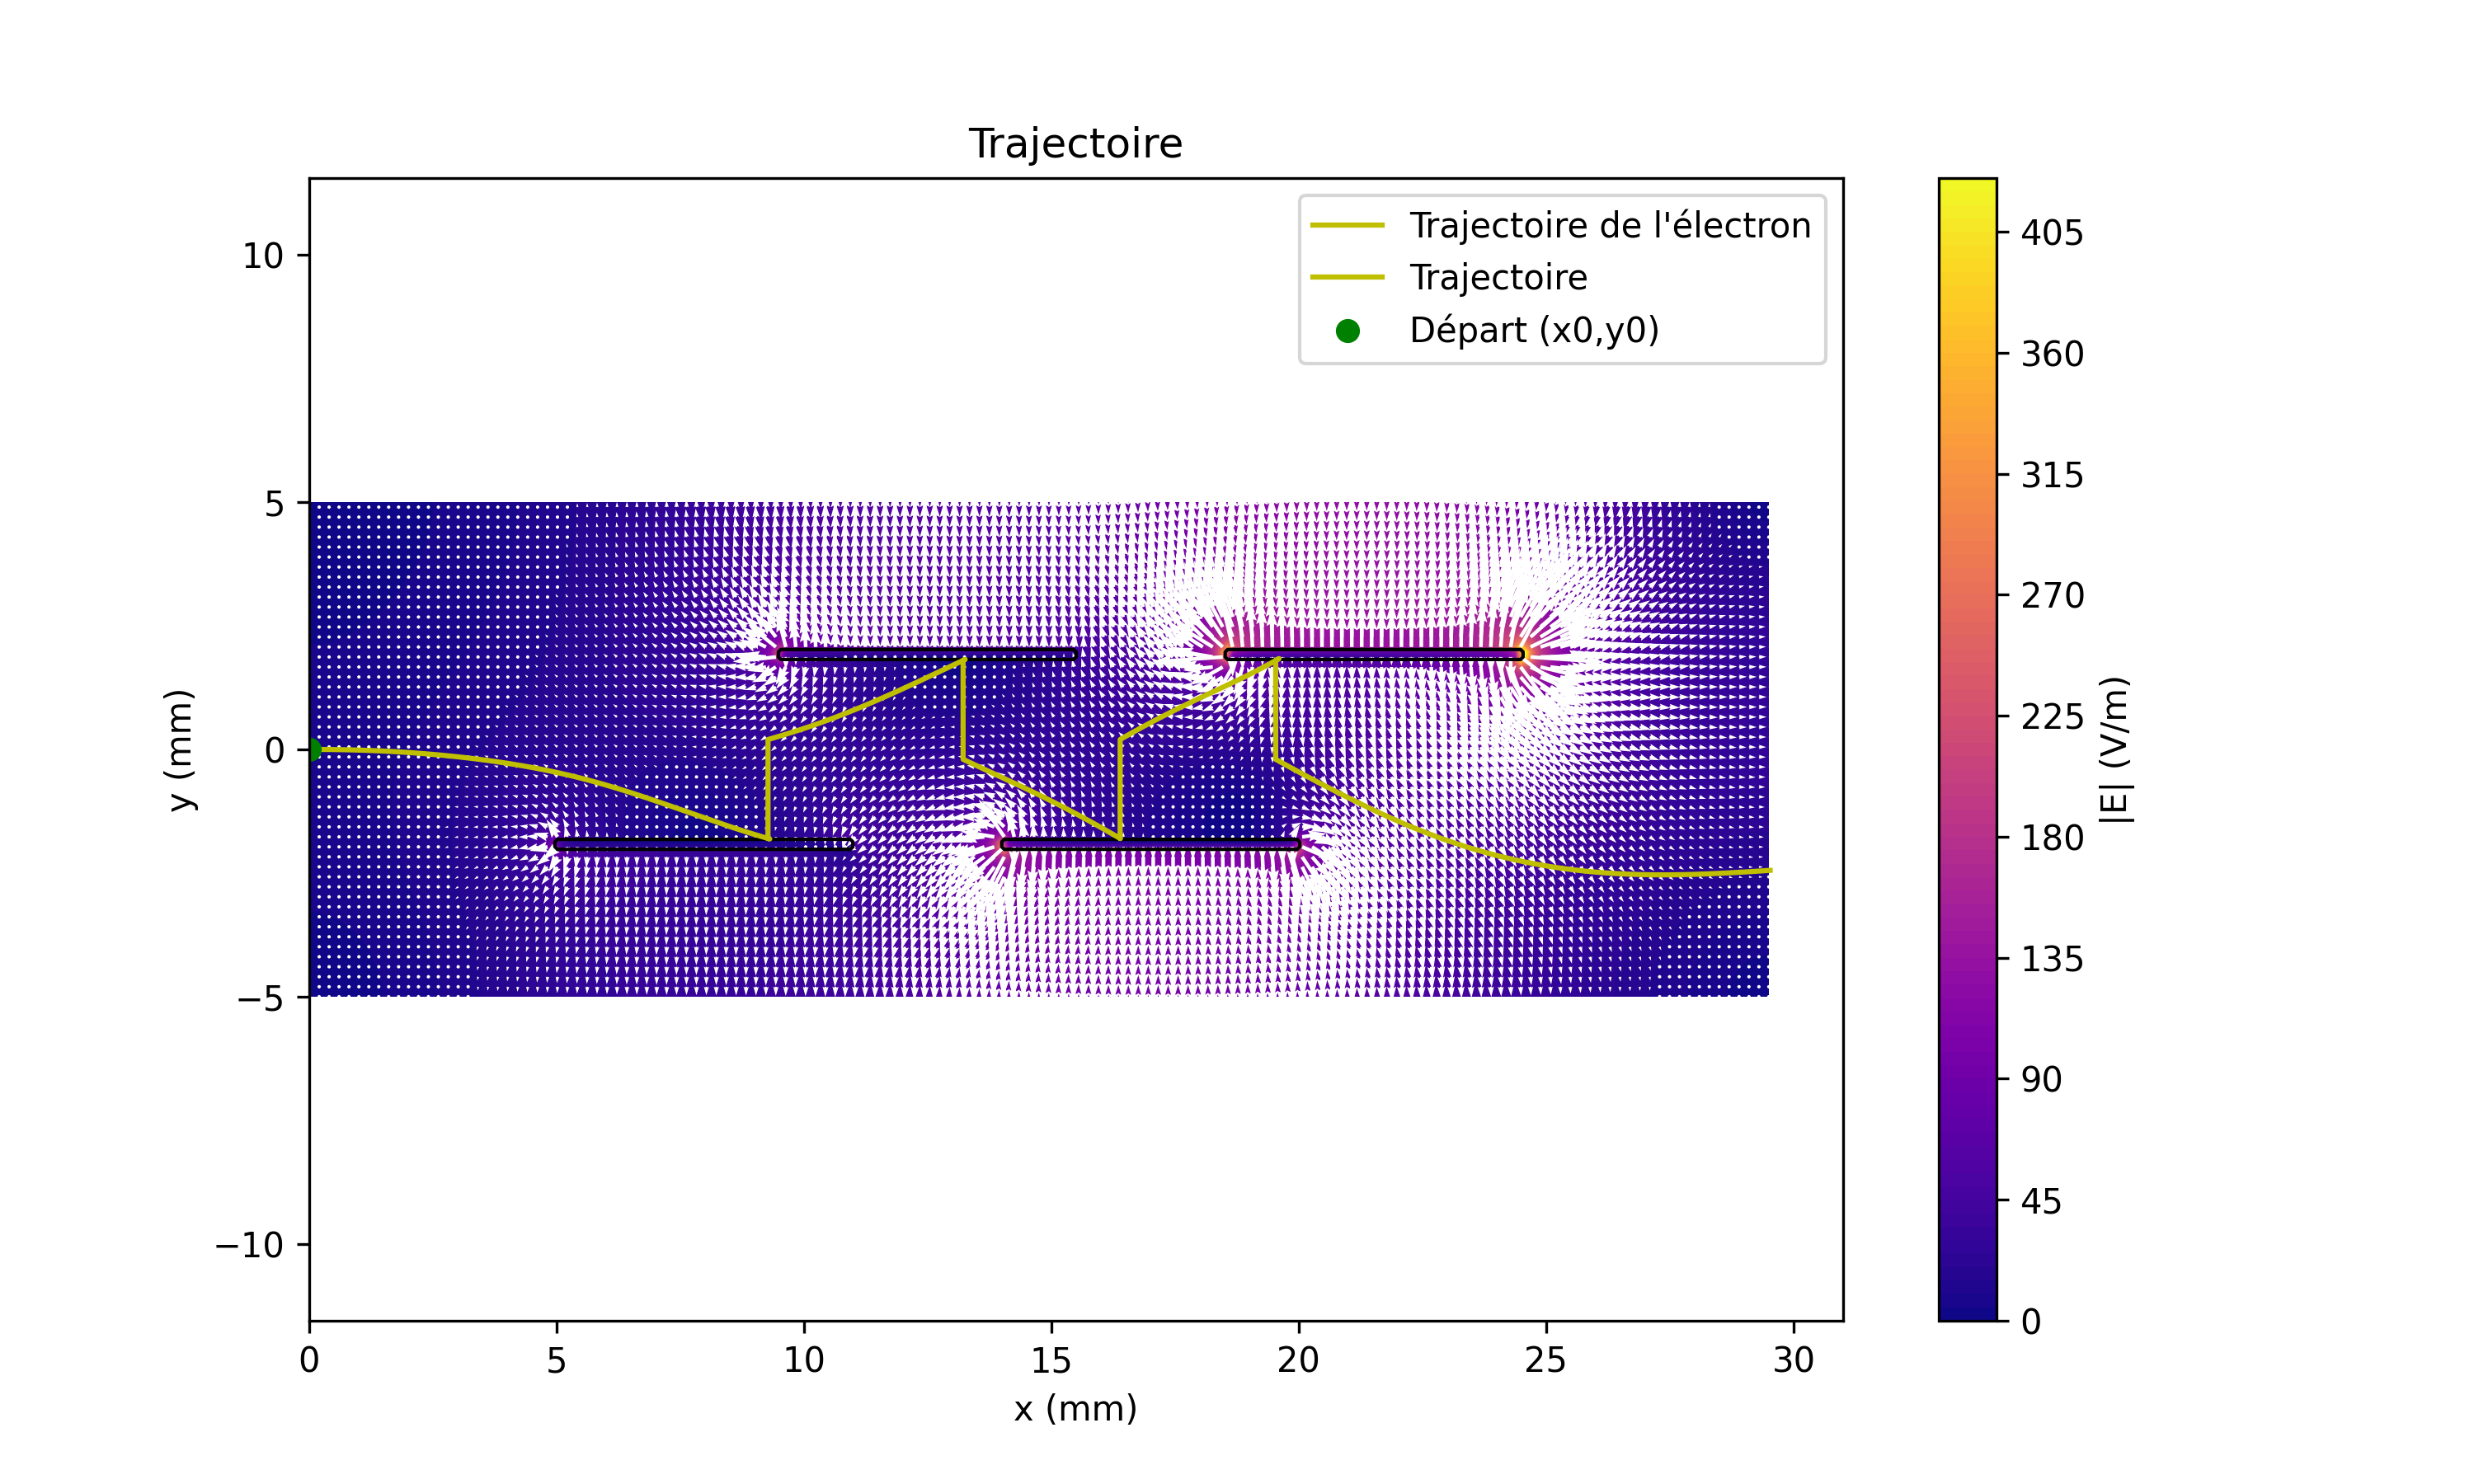 Trajectoire
Trajectoire de l'électron
Trajectoire
Départ (x0,y0)
10
5
0
−5
−10
y (mm)
0 5 10 15 20 25 30
x (mm)
405
360
315
270
225
180
135
90
45
0
|E| (V/m)